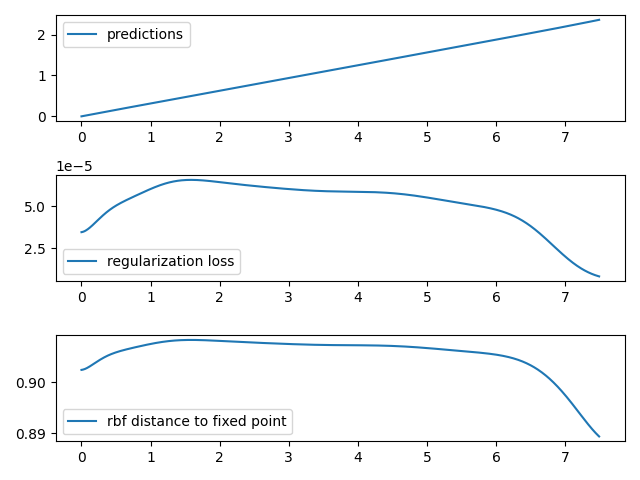 predictions
2
1
0
0 1 2 3 4 5 6 7
1e−5
5.0
2.5
regularization loss
0 1 2 3 4 5 6 7
0.90
0.89
rbf distance to fixed point
0 1 2 3 4 5 6 7